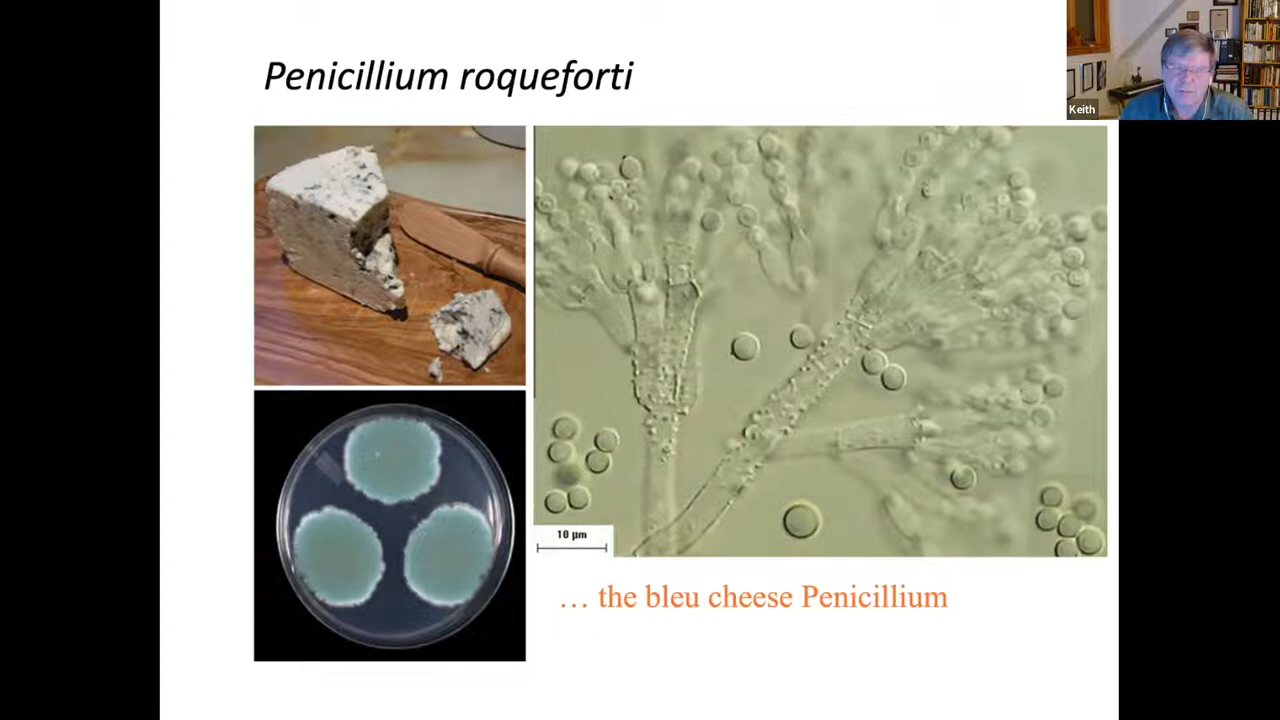 Penicillium roqueforti
Keith
10 µm
… the bleu cheese Penicillium